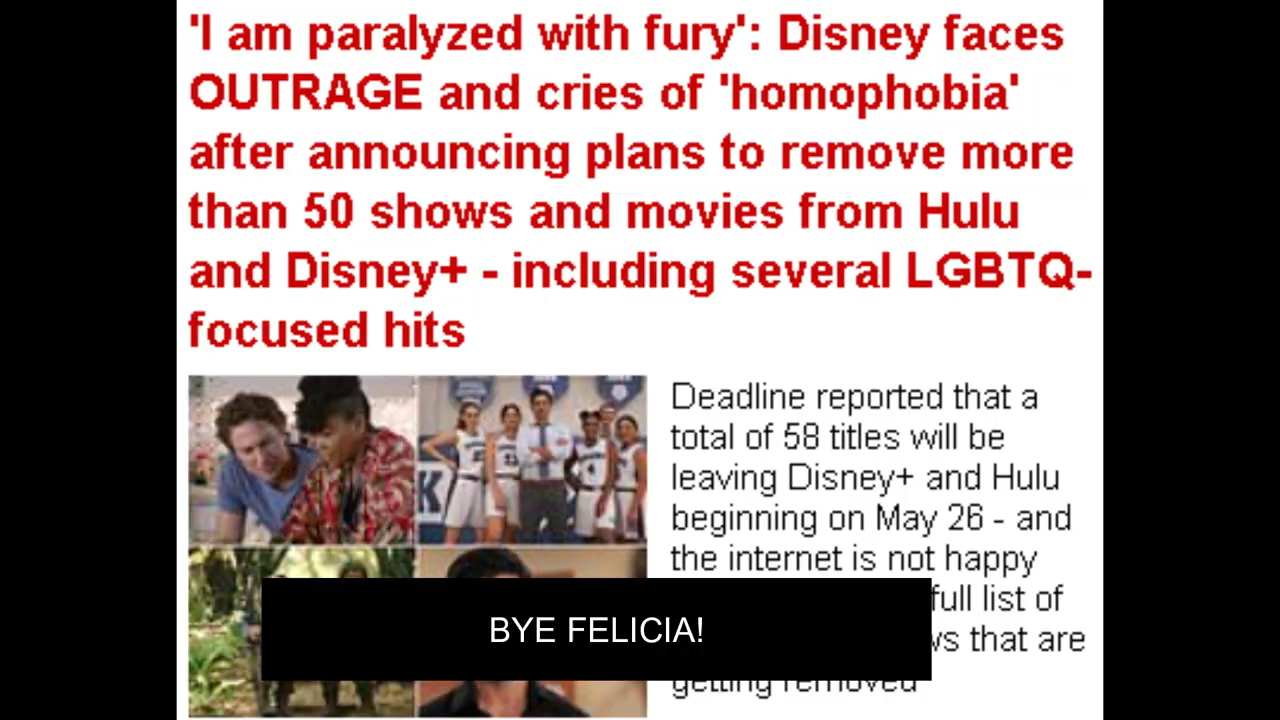 'I am paralyzed with fury': Disney faces
OUTRAGE and cries of 'homophobia'
after announcing plans to remove more
than 50 shows and movies from Hulu
and Disney+ - including several LGBTQ-
focused hits
Deadline reported that a
total of 58 titles will be
leaving Disney+ and Hulu
beginning on May 26 - and
the internet is not happy
full list of
that are
getting removed
BYE FELICIA!